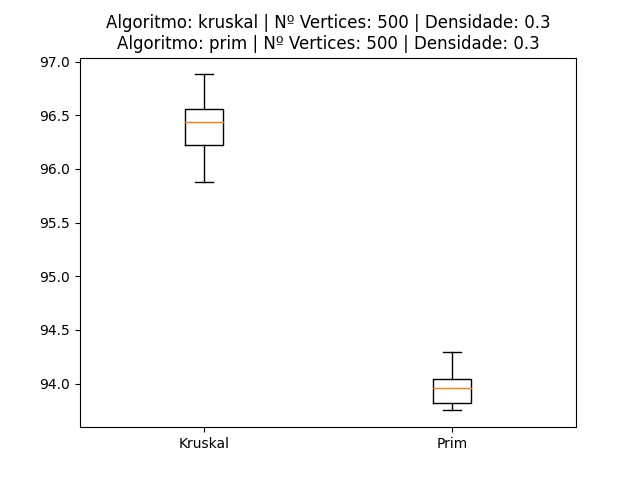 Algoritmo: kruskal | Nº Vertices: 500 | Densidade: 0.3
Algoritmo: prim | Nº Vertices: 500 | Densidade: 0.3
97.0
96.5
96.0
95.5
95.0
94.5
94.0
Kruskal
Prim